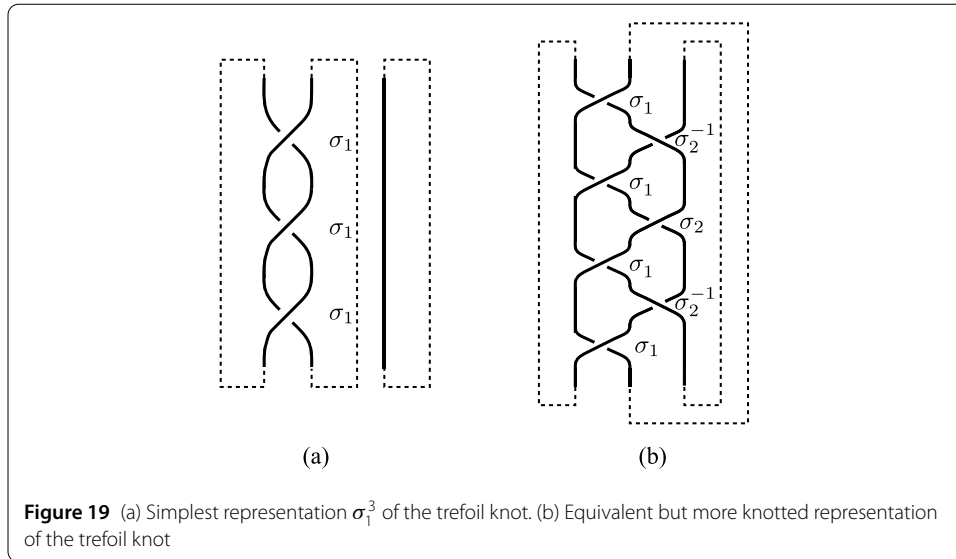 σ₁
σ₁
σ₁
σ₁
σ₂⁻¹
σ₁
σ₂
σ₁
σ₂⁻¹
σ₁
(a)
(b)
Figure 19 (a) Simplest representation σ₁³ of the trefoil knot. (b) Equivalent but more knotted representation
of the trefoil knot